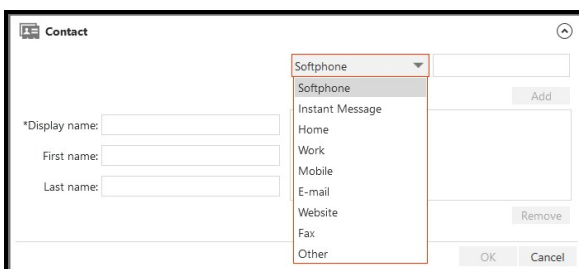 Contact
Softphone
Softphone
Instant Message
Home
Work
Mobile
E-mail
Website
Fax
Other
Add
*Display name:
First name:
Last name:
Remove
OK
Cancel